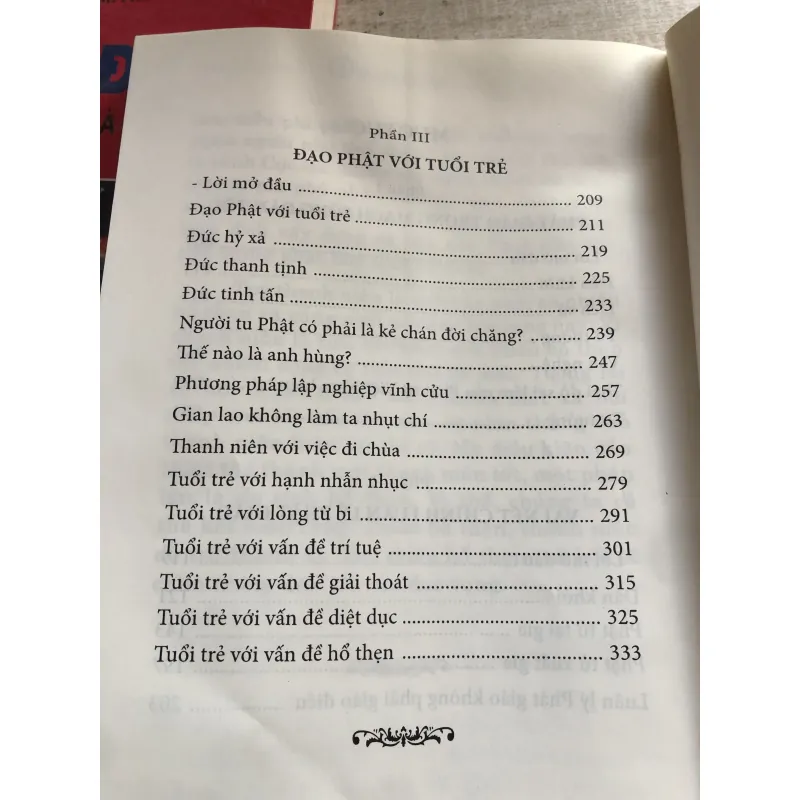 Phần III
ĐẠO PHẬT VỚI TUỔI TRẺ
- Lời mở đầu ........ 209
Đạo Phật với tuổi trẻ ........ 211
Đức hỷ xả ........ 219
Đức thanh tịnh ........ 225
Đức tinh tấn ........ 233
Người tu Phật có phải là kẻ chán đời chăng? ........ 239
Thế nào là anh hùng? ........ 247
Phương pháp lập nghiệp vĩnh cửu ........ 257
Gian lao không làm ta nhụt chí ........ 263
Thanh niên với việc đi chùa ........ 269
Tuổi trẻ với hạnh nhẫn nhục ........ 279
Tuổi trẻ với lòng từ bi ........ 291
Tuổi trẻ với vấn đề trí tuệ ........ 301
Tuổi trẻ với vấn đề giải thoát ........ 315
Tuổi trẻ với vấn đề diệt dục ........ 325
Tuổi trẻ với vấn đề hổ thẹn ........ 333